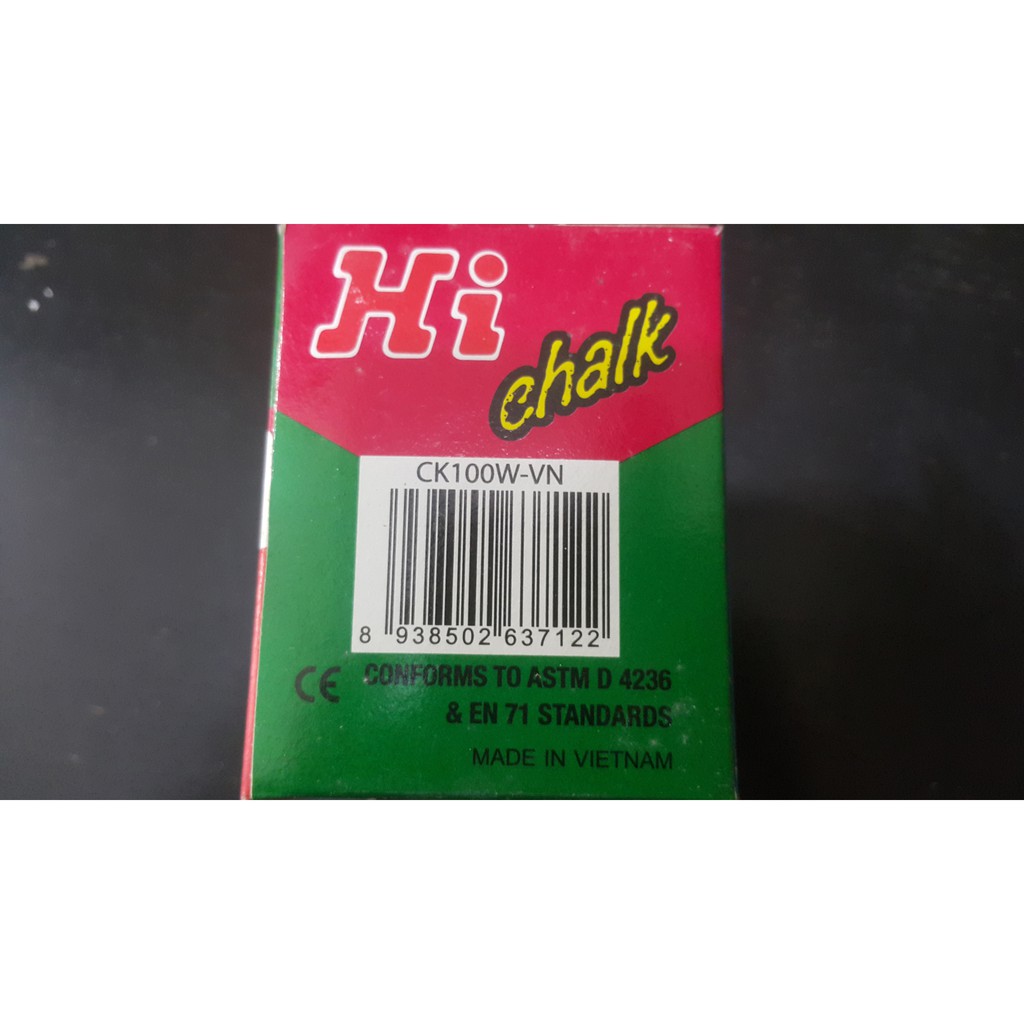 Hi
chalk
CK100W-VN
8 938502 637122
CE CONFORMS TO ASTM D 4236
& EN 71 STANDARDS
MADE IN VIETNAM